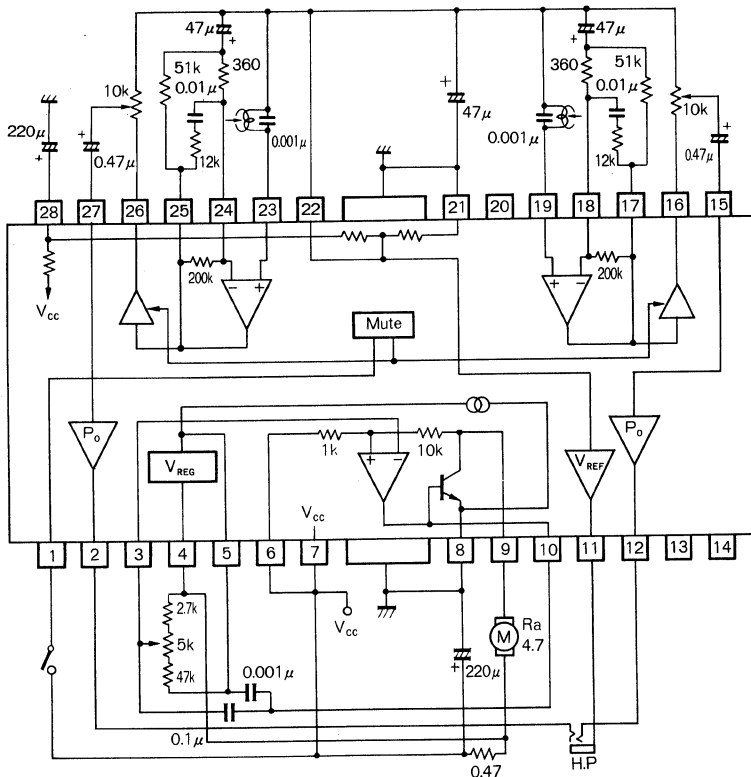 47μ
+
47μ
+
51k
360
360
51k
0.01μ
0.01μ
10k
+
47μ
10k
220μ
+
+
0.47μ
12k
0.001μ
0.001μ
12k
+
0.47μ
28
27
26
25
24
23
22
21
20
19
18
17
16
15
200k
− +
+ −
200k
Vcc
Mute
Po
VREG
1k
+ −
10k
VREF
Po
Vcc
1
2
3
4
5
6
7
8
9
10
11
12
13
14
2.7k
5k
47k
Vcc
M
Ra
4.7
0.001μ
+
220μ
0.1μ
0.47
H.P